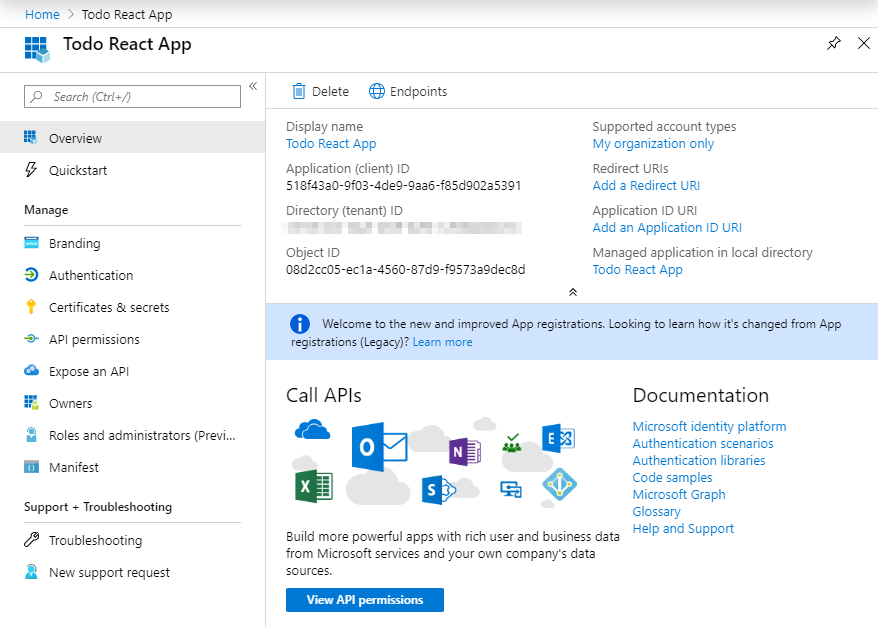 Home > Todo React App
Todo React App
«
Search (Ctrl+/)
Overview
Quickstart
Manage
Branding
Authentication
Certificates & secrets
API permissions
Expose an API
Owners
Roles and administrators (Previ...
Manifest
Support + Troubleshooting
Troubleshooting
New support request
Delete
Endpoints
Display name
Todo React App
Application (client) ID
518f43a0-9f03-4de9-9aa6-f85d902a5391
Directory (tenant) ID
Object ID
08d2cc05-ec1a-4560-87d9-f9573a9dec8d
Supported account types
My organization only
Redirect URIs
Add a Redirect URI
Application ID URI
Add an Application ID URI
Managed application in local directory
Todo React App
Welcome to the new and improved App registrations. Looking to learn how it's changed from App
registrations (Legacy)? Learn more
Call APIs
Build more powerful apps with rich user and business data
from Microsoft services and your own company's data
sources.
View API permissions
Documentation
Microsoft identity platform
Authentication scenarios
Authentication libraries
Code samples
Microsoft Graph
Glossary
Help and Support